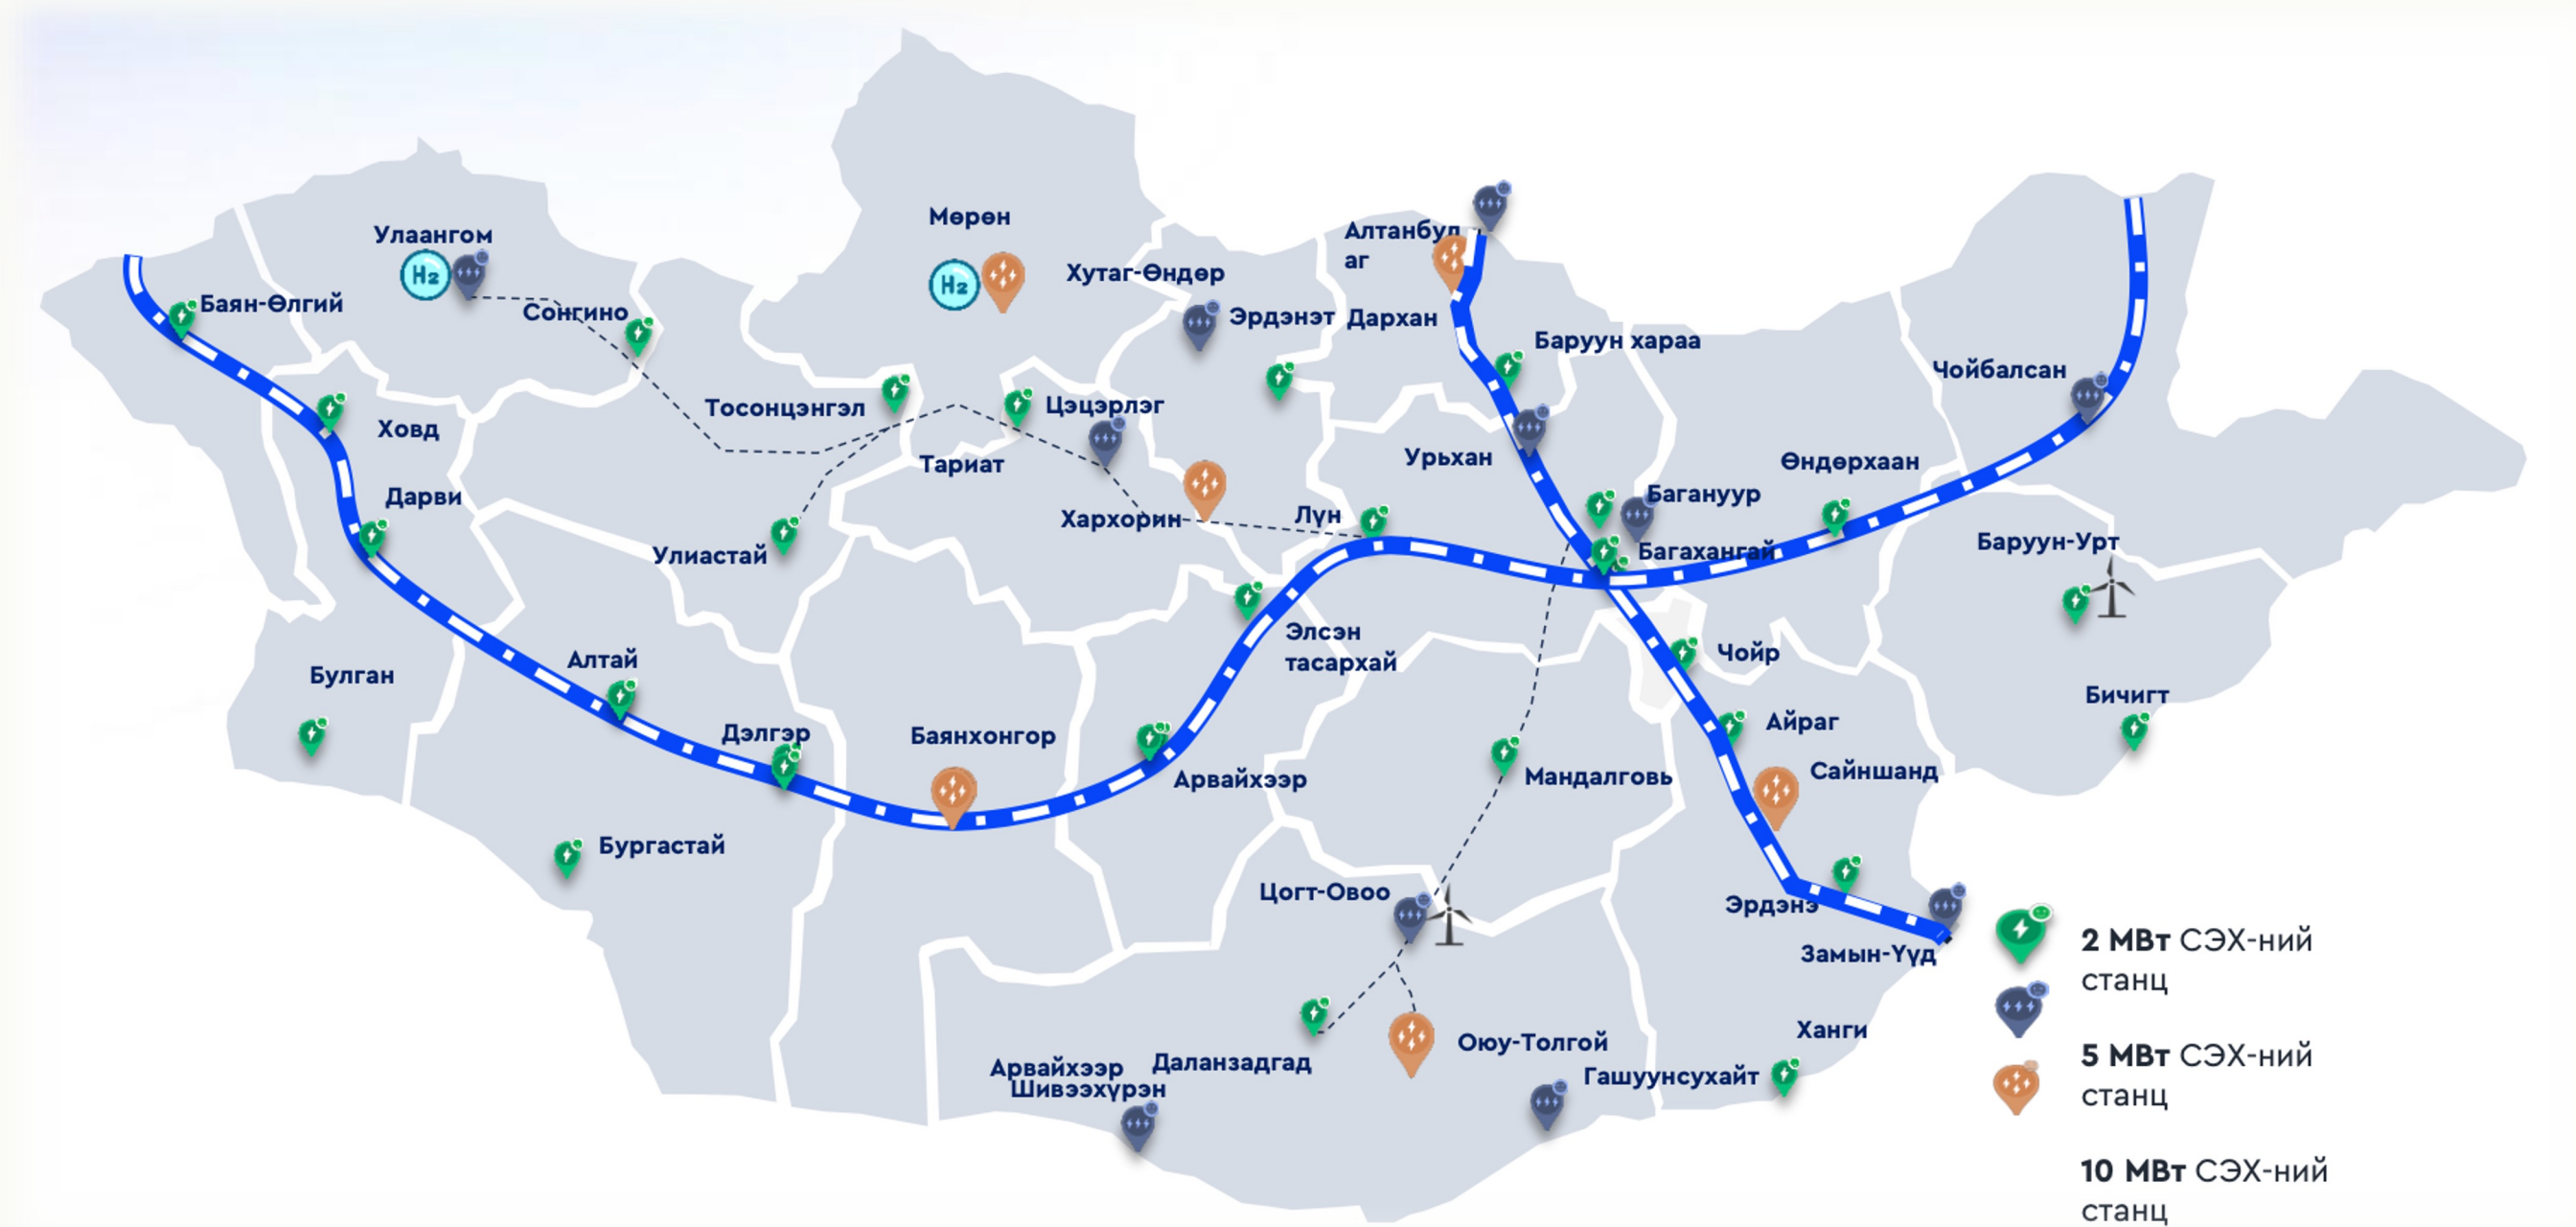 Мөрөн
H₂
Улаангом
H₂
Алтанбул
аг
Хутаг-Өндөр
Баян-Өлгий
Сонгино
Эрдэнэт
Дархан
Баруун хараа
Чойбалсан
Тосонцэнгэл
Цэцэрлэг
Ховд
Тариат
Урьхан
Өндөрхаан
Дарви
Багануур
Хархорин
Лүн
Улиастай
Багахангай
Баруун-Урт
Элсэн
тасархай
Чойр
Алтай
Булган
Бичигт
Дэлгэр
Баянхонгор
Айраг
Арвайхээр
Мандалговь
Сайншанд
Бургастай
Цогт-Овоо
Эрдэнэ
Замын-Үүд
Ханги
Оюу-Толгой
Даланзадгад
Арвайхээр
Шивээхүрэн
Гашуунсухайт
2 МВт СЭХ-ний
станц
5 МВт СЭХ-ний
станц
10 МВт СЭХ-ний
станц